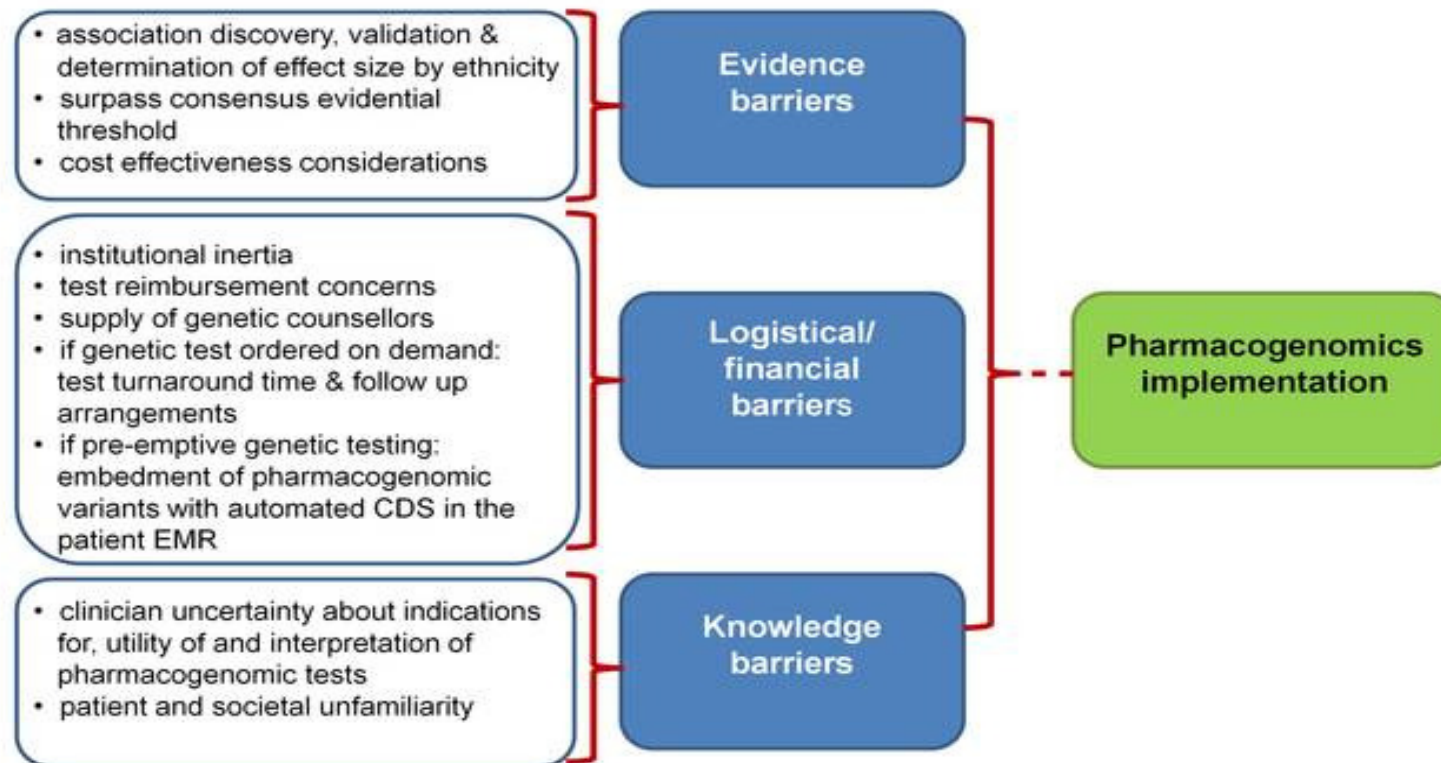 • association discovery, validation &
determination of effect size by ethnicity
• surpass consensus evidential
threshold
• cost effectiveness considerations
Evidence
barriers
• institutional inertia
• test reimbursement concerns
• supply of genetic counsellors
• if genetic test ordered on demand:
test turnaround time & follow up
arrangements
• if pre-emptive genetic testing:
embedment of pharmacogenomic
variants with automated CDS in the
patient EMR
Logistical/
financial
barriers
• clinician uncertainty about indications
for, utility of and interpretation of
pharmacogenomic tests
• patient and societal unfamiliarity
Knowledge
barriers
Pharmacogenomics
implementation